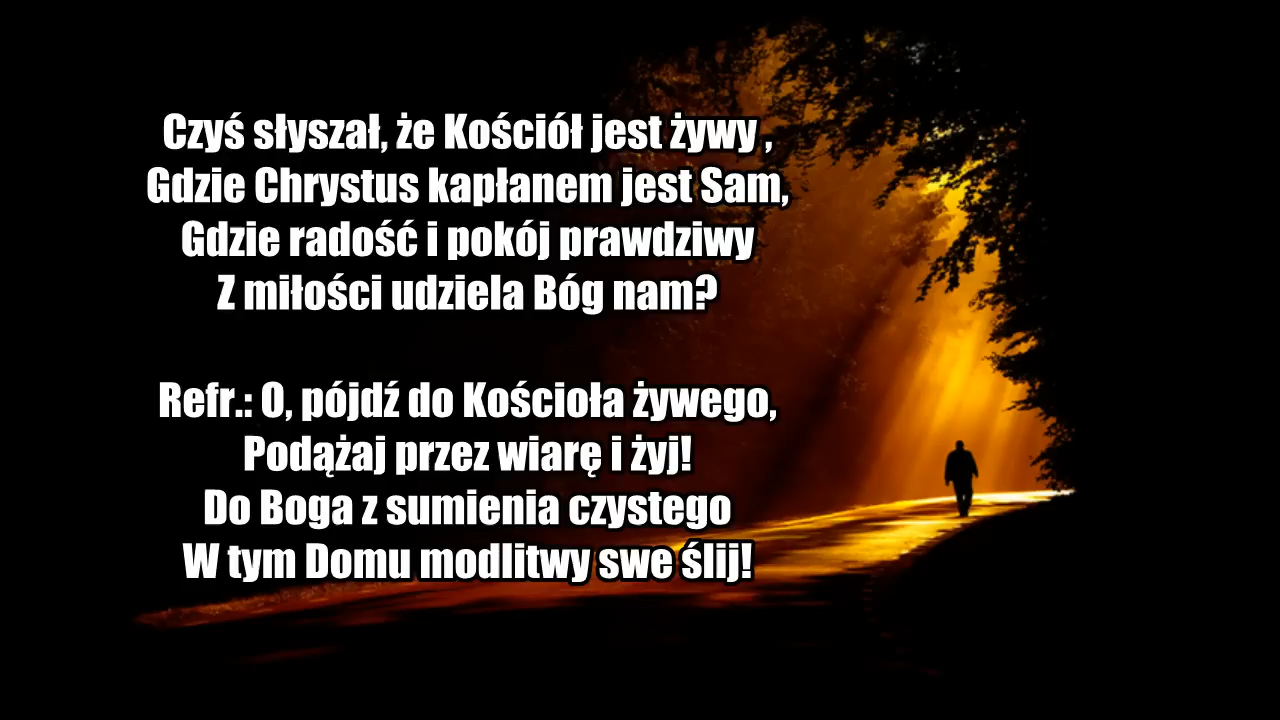 Czyś słyszał, że Kościół jest żywy ,
Gdzie Chrystus kapłanem jest Sam,
Gdzie radość i pokój prawdziwy
Z miłości udziela Bóg nam?
Refr.: O, pójdź do Kościoła żywego,
Podążaj przez wiarę i żyj!
Do Boga z sumienia czystego
W tym Domu modlitwy swe ślij!